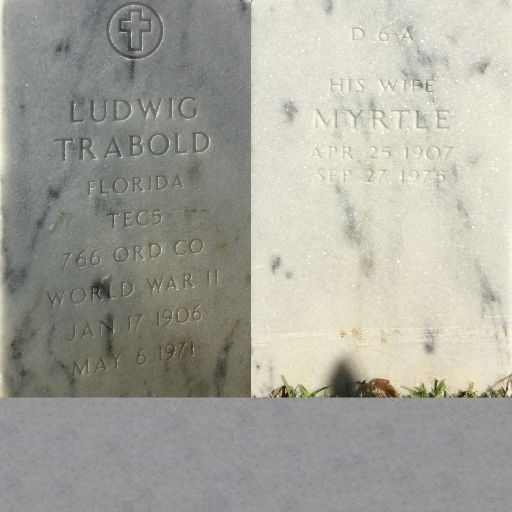 LUDWIG
TRABOLD
FLORIDA
TEC5
766 ORD CO
WORLD WAR II
JAN 17 1906
MAY 6 1971
D 6-A
HIS WIFE
MYRTLE
APR 25 1907
SEP 27 1975